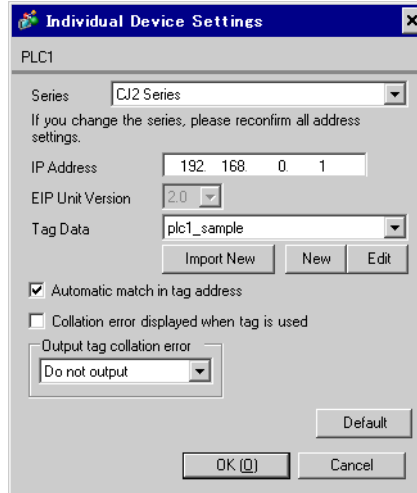 Individual Device Settings
PLC1
Series CJ2 Series
If you change the series, please reconfirm all address
settings.
IP Address 192. 168. 0. 1
EIP Unit Version 2.0
Tag Data plc1_sample
Import New New Edit
Automatic match in tag address
Collation error displayed when tag is used
Output tag collation error
Do not output
Default
OK (O) Cancel